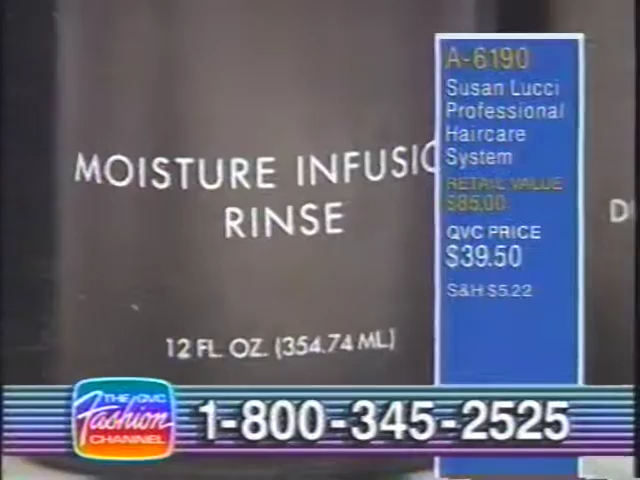 MOISTURE INFUSIO
RINSE
12 FL. OZ. (354.74 ML)
D
A-6190
Susan Lucci
Professional
Haircare
System
RETAIL VALUE
$85.00
QVC PRICE
$39.50
S&H $5.22
THE QVC
Fashion
CHANNEL
1-800-345-2525